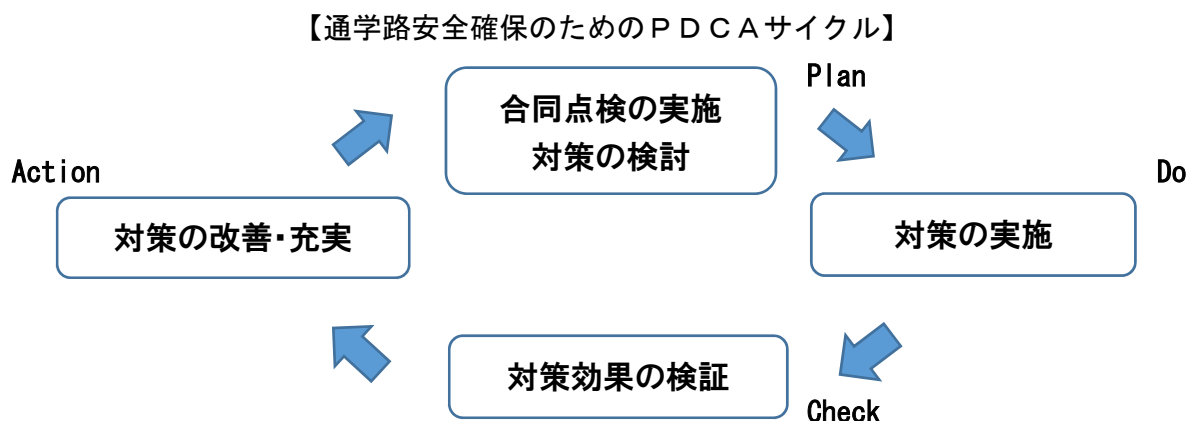 【通学路安全確保のためのＰＤＣＡサイクル】
Plan
合同点検の実施
対策の検討
Action
Do
対策の改善・充実
対策の実施
対策効果の検証
Check